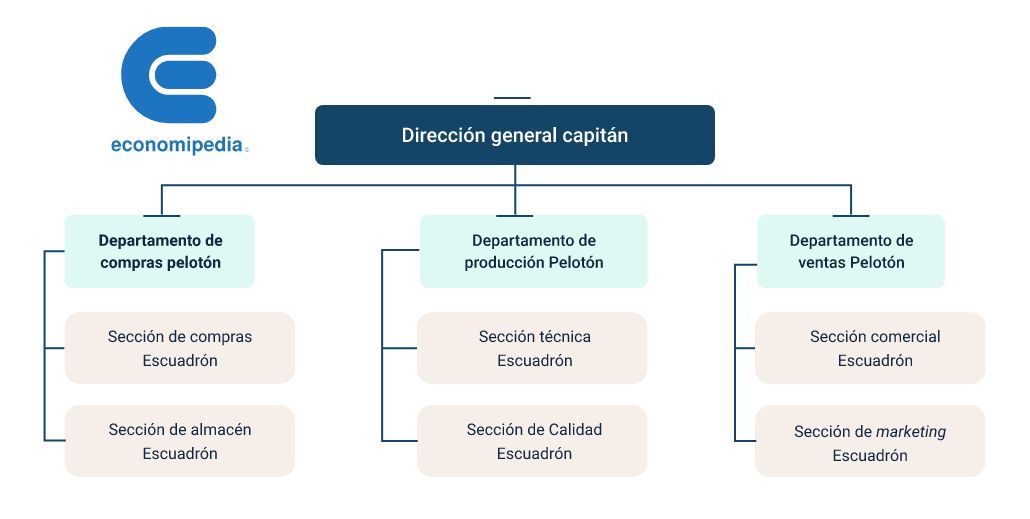 economipedia
Dirección general capitán
Departamento de
compras pelotón
Departamento de
producción Pelotón
Departamento de
ventas Pelotón
Sección de compras
Escuadrón
Sección técnica
Escuadrón
Sección comercial
Escuadrón
Sección de almacén
Escuadrón
Sección de Calidad
Escuadrón
Sección de marketing
Escuadrón